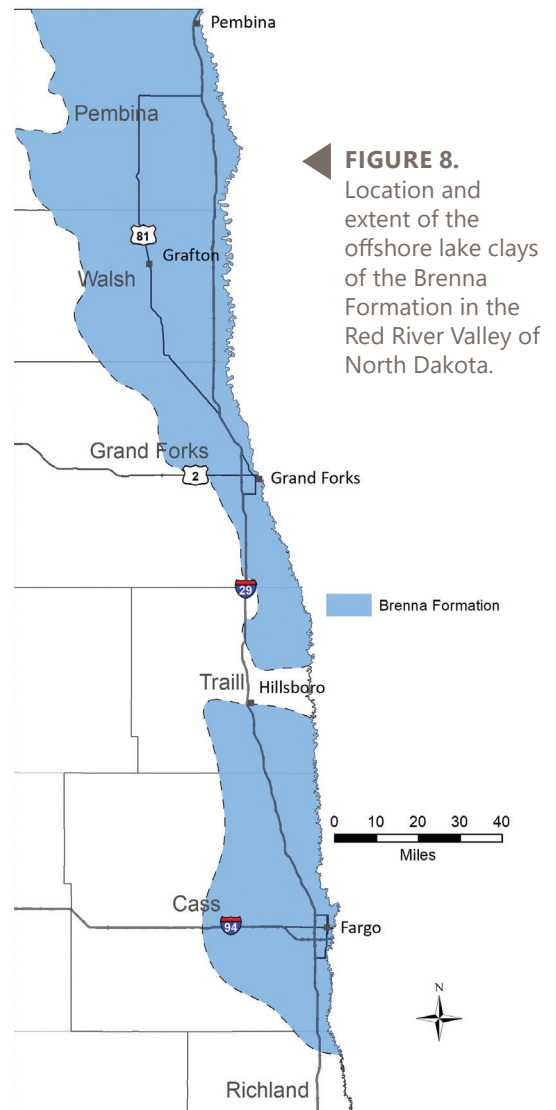 Pembina
Pembina
FIGURE 8.
Location and
extent of the
offshore lake clays
of the Brenna
Formation in the
Red River Valley of
North Dakota.
81
Grafton
Walsh
Grand Forks
2
Grand Forks
29
Brenna Formation
Traill
Hillsboro
0 10 20 30 40
Miles
Cass
94
Fargo
N
Richland